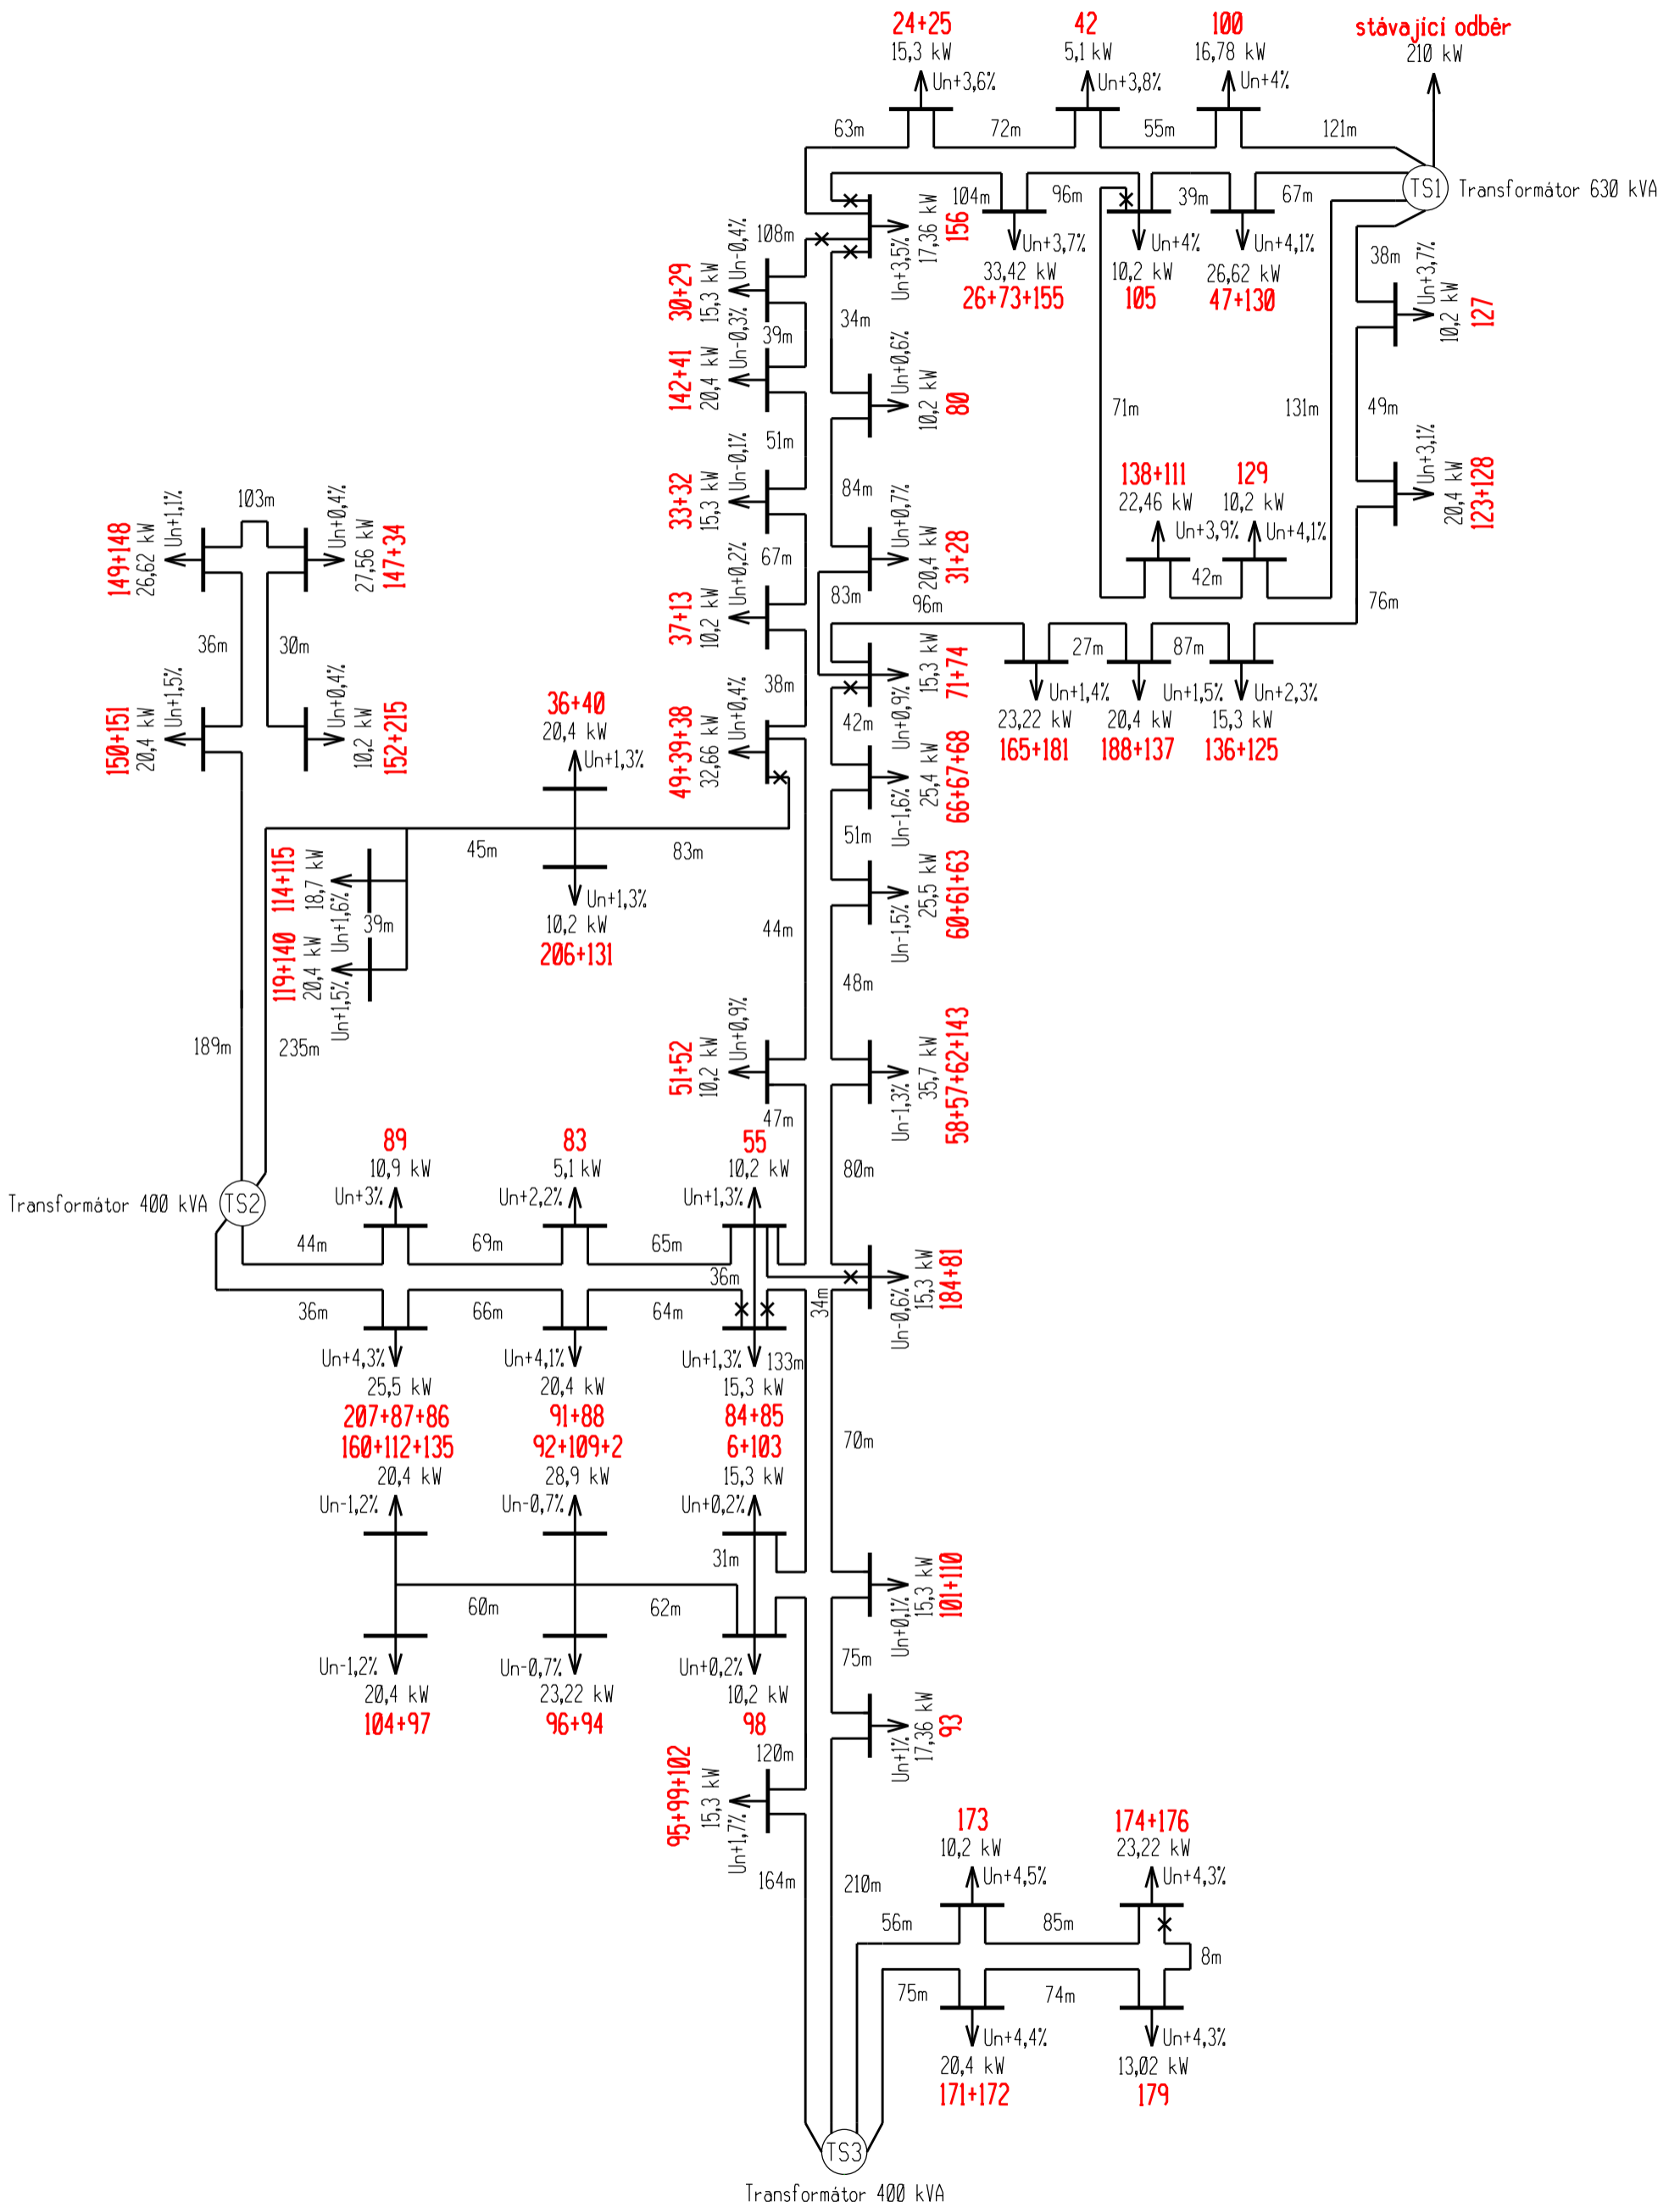 24+25
15,3 kW
Un+3,6%
42
5,1 kW
Un+3,8%
100
16,78 kW
Un+4%
stávající odběr
210 kW
63m
72m
55m
121m
TS1
Transformátor 630 kVA
104m
96m
39m
67m
Un+3,7%
33,42 kW
26+73+155
Un+4%
10,2 kW
105
Un+4,1%
26,62 kW
47+130
108m
Un+3,5%
17,36 kW
156
38m
Un+3,7%
10,2 kW
127
30+29
15,3 kW
Un-0,4%
39m
34m
142+41
20,4 kW
Un-0,3%
Un+0,6%
10,2 kW
80
71m
131m
49m
51m
Un+3,1%
20,4 kW
123+128
33+32
15,3 kW
Un-0,1%
84m
138+111
22,46 kW
Un+3,9%
129
10,2 kW
Un+4,1%
42m
103m
149+148
26,62 kW
Un+1,1%
Un+0,4%
27,56 kW
147+34
67m
Un+0,7%
20,4 kW
31+28
83m
96m
76m
37+13
10,2 kW
Un+0,2%
36m
30m
27m
87m
38m
Un+0,9%
15,3 kW
71+74
Un+1,4%
23,22 kW
165+181
Un+1,5%
20,4 kW
188+137
Un+2,3%
15,3 kW
136+125
150+151
20,4 kW
Un+1,5%
Un+0,4%
10,2 kW
152+215
36+40
20,4 kW
Un+1,3%
49+39+38
32,66 kW
Un+0,4%
42m
Un-1,6%
25,4 kW
66+67+68
45m
83m
51m
114+115
18,7 kW
Un+1,6%
39m
Un+1,3%
10,2 kW
206+131
Un-1,5%
25,5 kW
60+61+63
119+140
20,4 kW
Un+1,5%
44m
48m
189m
235m
51+52
10,2 kW
Un+0,9%
Un-1,3%
35,7 kW
58+57+62+143
47m
80m
89
10,9 kW
Un+3%
83
5,1 kW
Un+2,2%
55
10,2 kW
Un+1,3%
Transformátor 400 kVA
TS2
44m
69m
65m
36m
36m
66m
64m
34m
Un-0,6%
15,3 kW
184+81
Un+4,3%
25,5 kW
207+87+86
Un+4,1%
20,4 kW
91+88
Un+1,3%
15,3 kW
84+85
133m
160+112+135
20,4 kW
Un-1,2%
92+109+2
28,9 kW
Un-0,7%
6+103
15,3 kW
Un+0,2%
70m
31m
60m
62m
Un+0,1%
15,3 kW
101+110
Un-1,2%
20,4 kW
104+97
Un-0,7%
23,22 kW
96+94
Un+0,2%
10,2 kW
98
75m
Un+1%
17,36 kW
93
120m
95+99+102
15,3 kW
Un+1,7%
164m
210m
173
10,2 kW
Un+4,5%
174+176
23,22 kW
Un+4,3%
56m
85m
8m
75m
74m
Un+4,4%
20,4 kW
171+172
Un+4,3%
13,02 kW
179
TS3
Transformátor 400 kVA